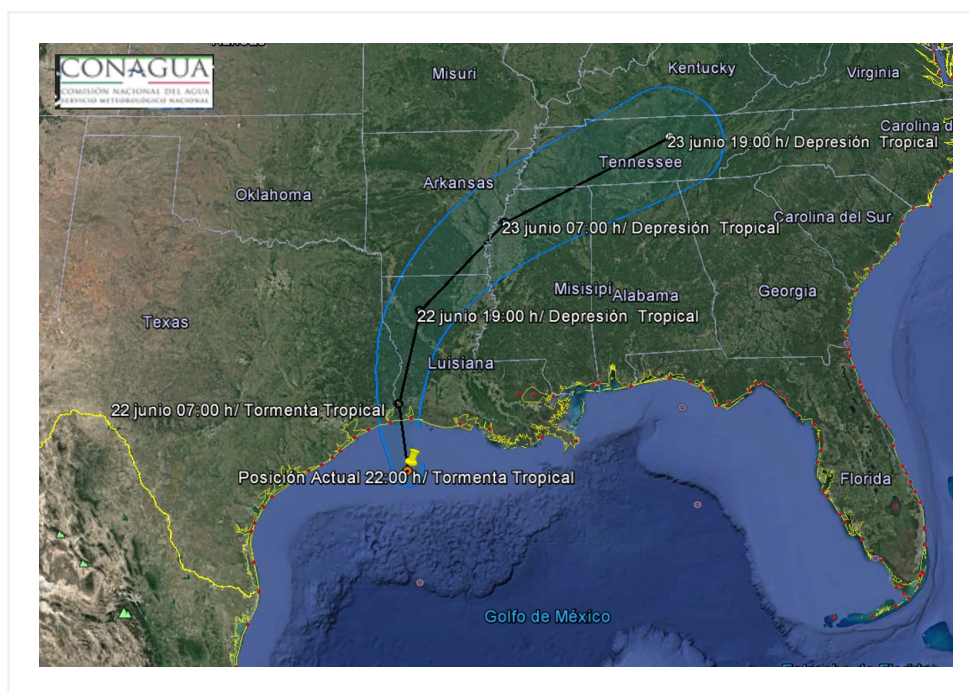 CONAGUA
COMISIÓN NACIONAL DEL AGUA
SERVICIO METEOROLÓGICO NACIONAL
Misuri
Kentucky
Virginia
Carolina d
23 junio 19:00 h/ Depresión Tropical
Tennessee
Arkansas
Oklahoma
Carolina del Sur
23 junio 07:00 h/ Depresión Tropical
Misisipi
Alabama
Georgia
22 junio 19:00 h/ Depresión Tropical
Texas
Luisiana
22 junio 07:00 h/ Tormenta Tropical
Posición Actual 22:00 h/ Tormenta Tropical
Florida
Golfo de México